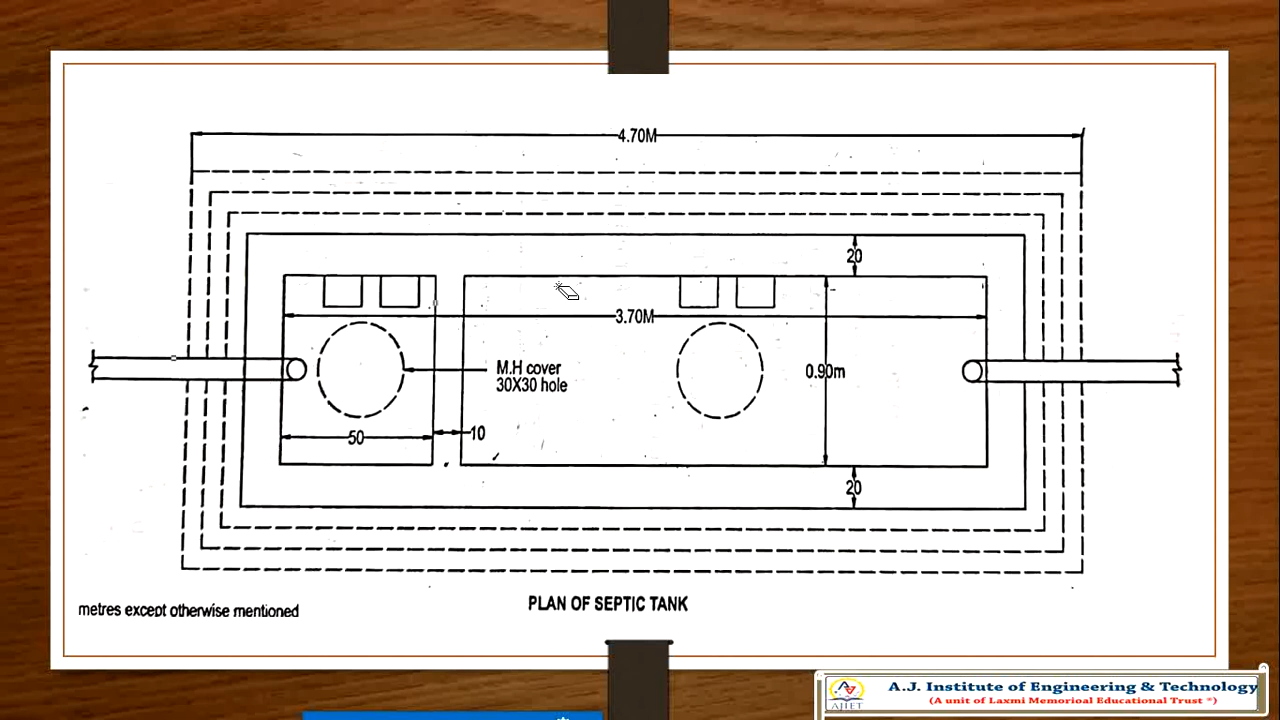 4.70M
20
3.70M
M.H cover
30X30 hole
0.90m
50
10
20
PLAN OF SEPTIC TANK
metres except otherwise mentioned
A.J. Institute of Engineering & Technology
(A unit of Laxmi Memorioal Educational Trust ®)
AJIET